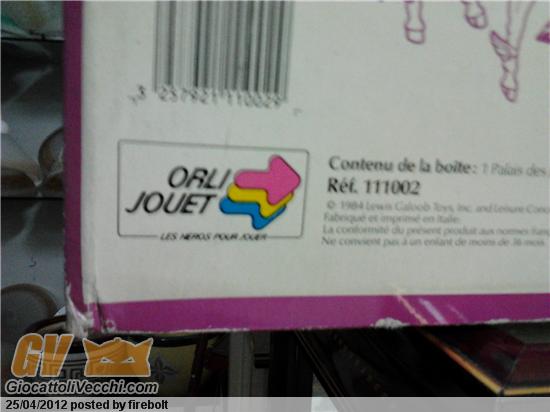 3 257921 110029
ORLI
JOUET
LES HEROS POUR JOUER
Contenu de la boîte: 1 Palais des
Réf. 111002
© 1984 Lewis Galoob Toys, Inc. and Leisure Conc
Fabriqué et imprimé en Italie.
La conformité du présent produit aux normes fran
Ne convient pas à un enfant de moins de 36 mois.
GV
GiocattoliVecchi.com
25/04/2012 posted by firebolt